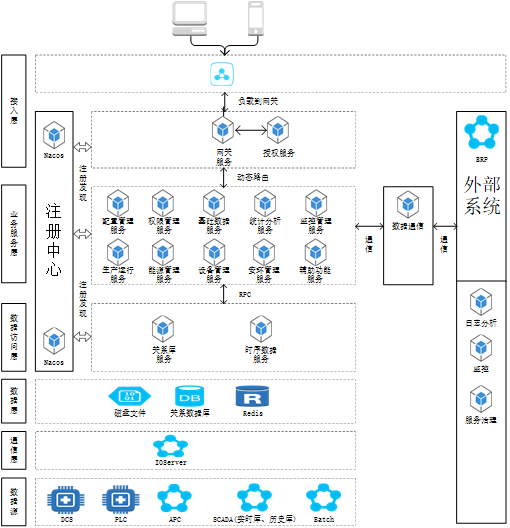 接入层
负载到网关
Nacos
网关
服务
授权服务
注册发现
动态路由
ERP
外部
系统
业务服务层
注册中心
配置管理
服务
权限管理
服务
基础数据
服务
统计分析
服务
监控管理
服务
生产运行
服务
能源管理
服务
设备管理
服务
安环管理
服务
辅助功能
服务
通信
数据通信
通信
注册发现
RPC
数据访问层
Nacos
关系库
服务
时序数据
服务
日志分析
监控
服务治理
数据层
磁盘文件
DB
关系数据库
Redis
通信层
IOServer
数据源
DCS
PLC
APC
SCADA(实时库、历史库)
Batch